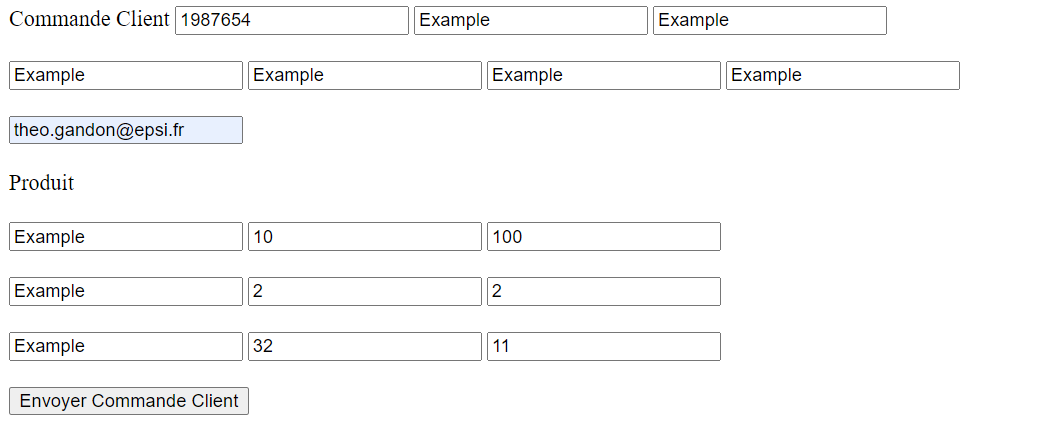 Commande Client 1987654 Example Example
Example Example Example Example
theo.gandon@epsi.fr
Produit
Example 10 100
Example 2 2
Example 32 11
Envoyer Commande Client